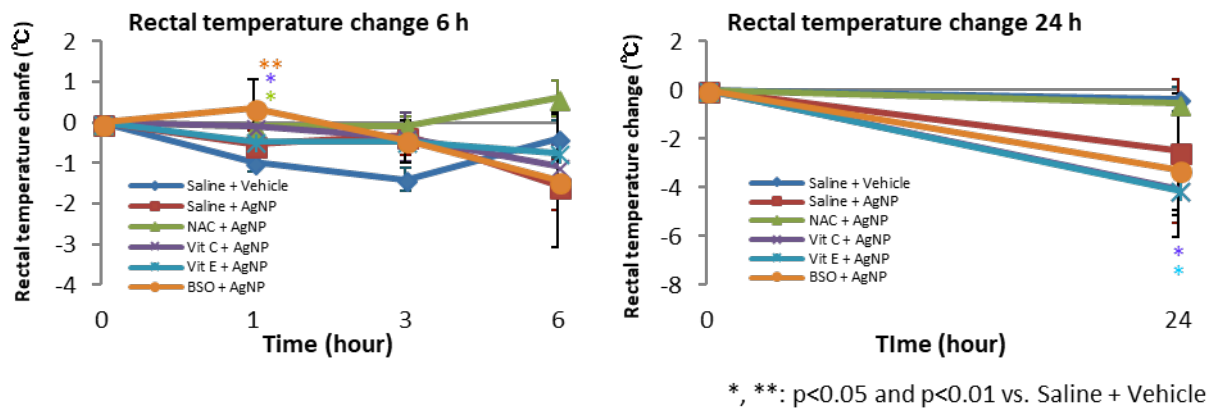 Rectal temperature change 6 h
Rectal temperature chanfe (℃)
2
1
0
-1
-2
-3
-4
**
*
*
Saline + Vehicle
Saline + AgNP
NAC + AgNP
Vit C + AgNP
Vit E + AgNP
BSO + AgNP
0 1 3 6
Time (hour)
Rectal temperature change 24 h
Rectal temperature change (℃)
2
0
-2
-4
-6
-8
Saline + Vehicle
Saline + AgNP
NAC + AgNP
Vit C + AgNP
Vit E + AgNP
BSO + AgNP
*
*
0 24
TIme (hour)
*, **: p<0.05 and p<0.01 vs. Saline + Vehicle